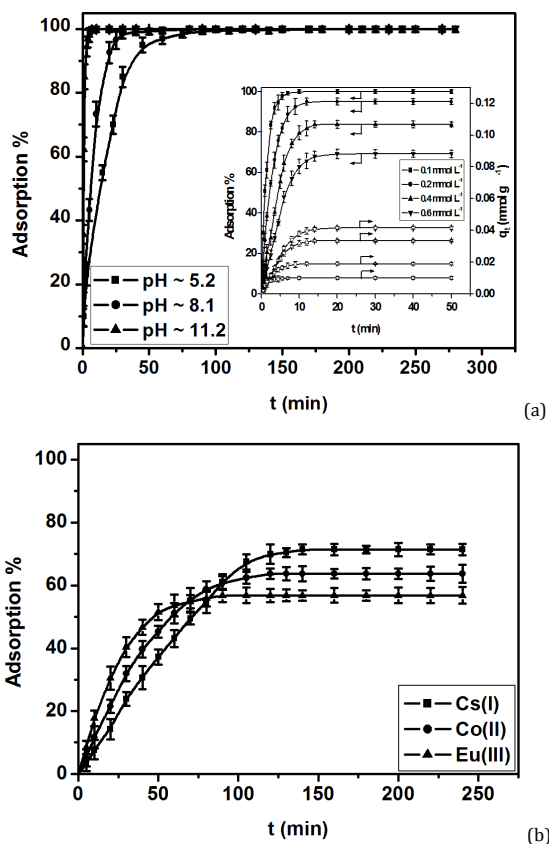 100
80
60
40
20
0
Adsorption %
pH ~ 5.2
pH ~ 8.1
pH ~ 11.2
0 50 100 150 200 250 300
t (min)
100
80
60
40
20
0
Adsorption %
0.1 mmol L-1
0.2 mmol L-1
0.4 mmol L-1
0.6 mmol L-1
0.12
0.10
0.08
0.06
0.04
0.02
0.00
qt (mmol g-1)
0 10 20 30 40 50
t (min)
(a)
100
80
60
40
20
0
Adsorption %
Cs(I)
Co(II)
Eu(III)
0 50 100 150 200 250
t (min)
(b)